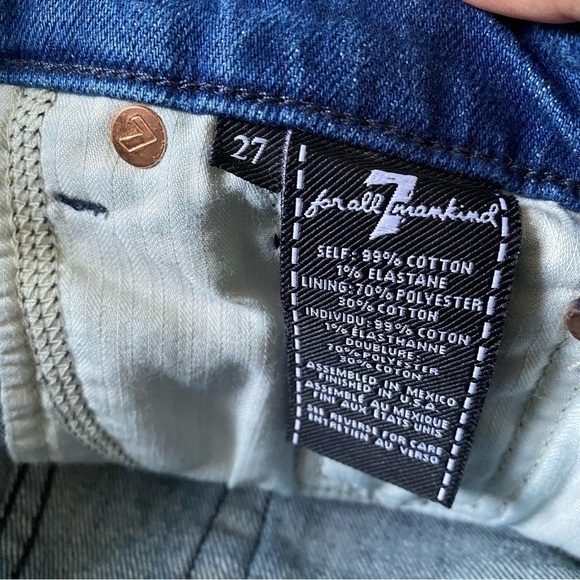 27
7
for all mankind
SELF: 99% COTTON
1% ELASTANE
LINING: 70% POLYESTER
30% COTTON
INDIVIDU: 99% COTON
1% ÉLASTHANNE
DOUBLURE:
70% POLYESTER
30% COTON
ASSEMBLED IN MEXICO
FINISHED IN U.S.A.
ASSEMBLE AU MEXIQUE
FINI AUX ETATS UNIS
SEE REVERSE FOR CARE
ENTRETIEN AU VERSO